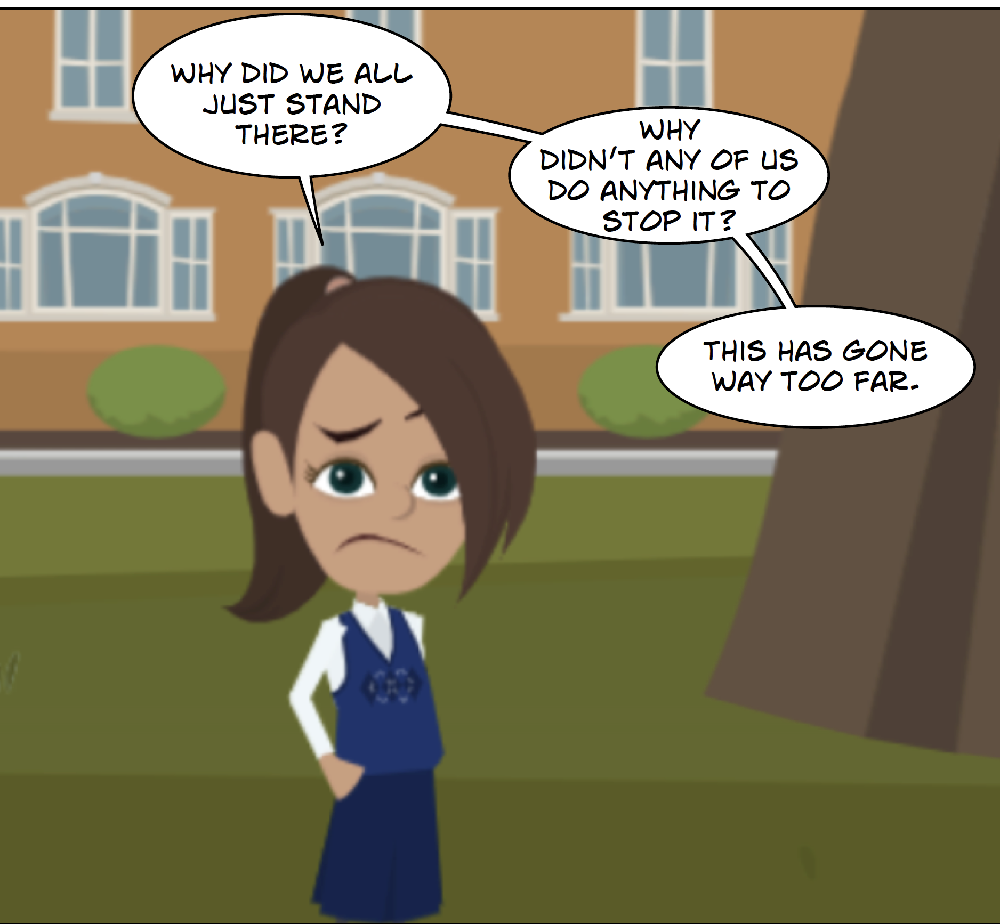 WHY DID WE ALL
JUST STAND
THERE?
WHY
DIDN'T ANY OF US
DO ANYTHING TO
STOP IT?
THIS HAS GONE
WAY TOO FAR.